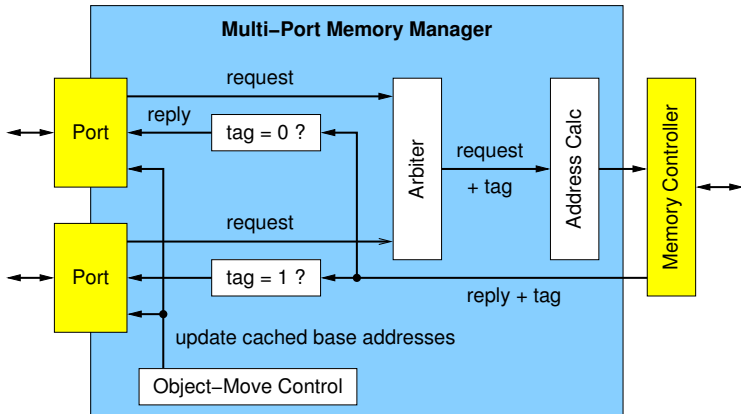 Multi−Port Memory Manager
request
reply
Port
tag = 0 ?
Arbiter
request
+ tag
Address Calc
Memory Controller
request
Port
tag = 1 ?
reply + tag
update cached base addresses
Object−Move Control